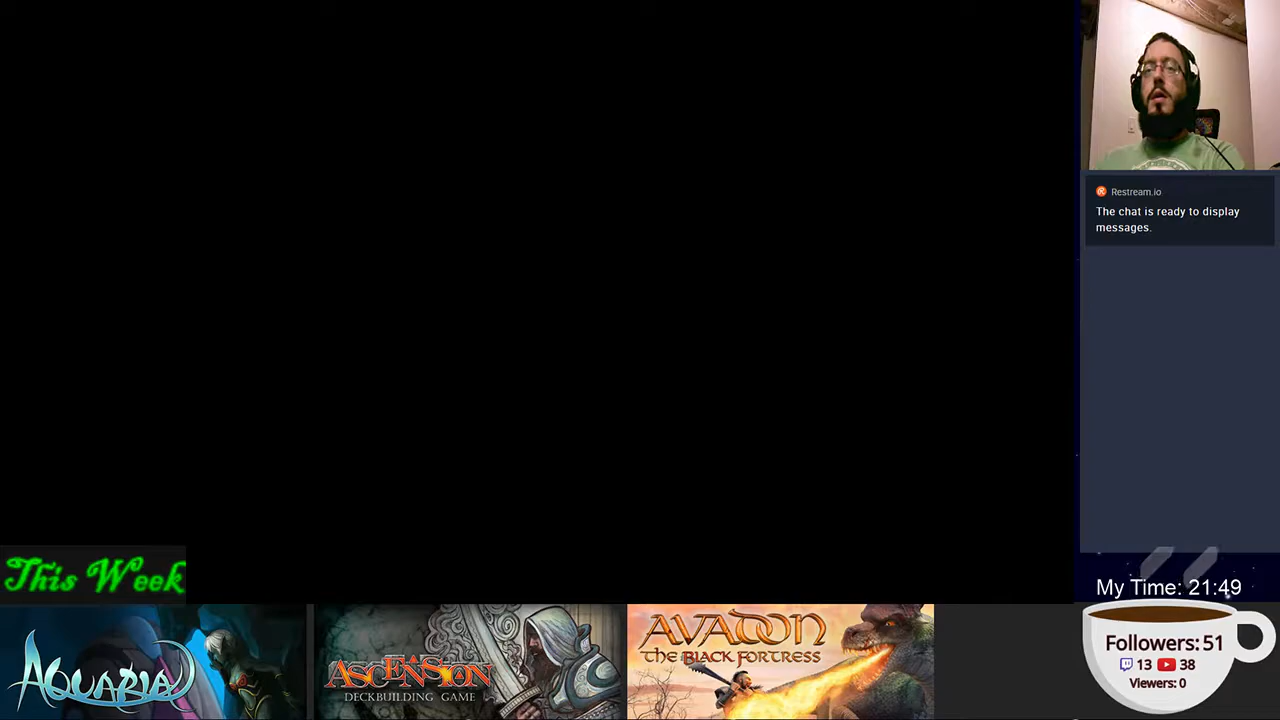 Restream.io
The chat is ready to display
messages.
This Week
My Time: 21:49
AQUARIA
ASCENSION
DECKBUILDING GAME
AVADON
THE BLACK FORTRESS
Followers: 51
13 38
Viewers: 0